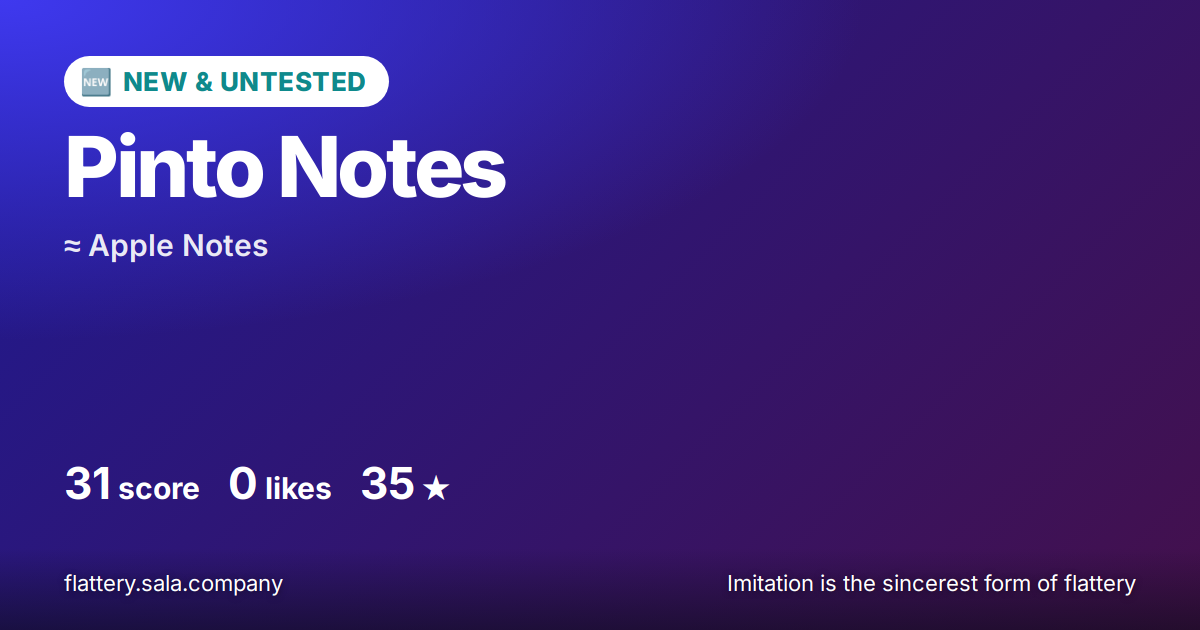 🆕 NEW & UNTESTED
Pinto Notes
≈ Apple Notes
31 score 0 likes 35 ★
flattery.sala.company
Imitation is the sincerest form of flattery